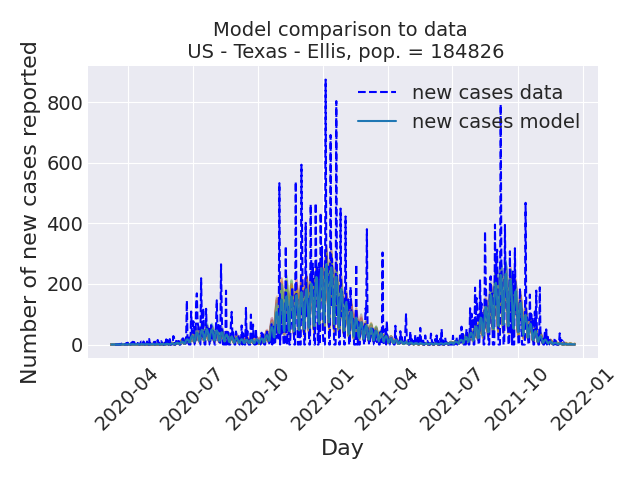 Model comparison to data
US - Texas - Ellis, pop. = 184826
Number of new cases reported
800
600
400
200
0
new cases data
new cases model
2020-04
2020-07
2020-10
2021-01
2021-04
2021-07
2021-10
2022-01
Day